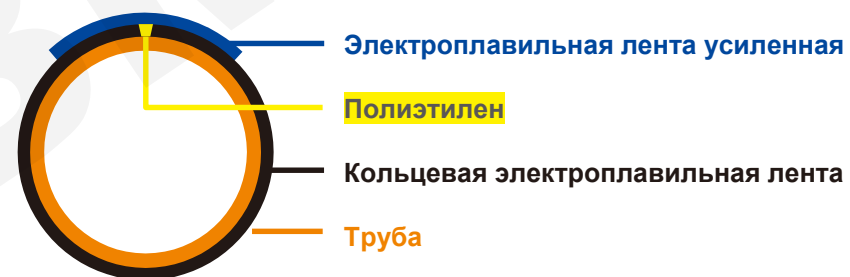 Электроплавильная лента усиленная
Полиэтилен
Кольцевая электроплавильная лента
Труба